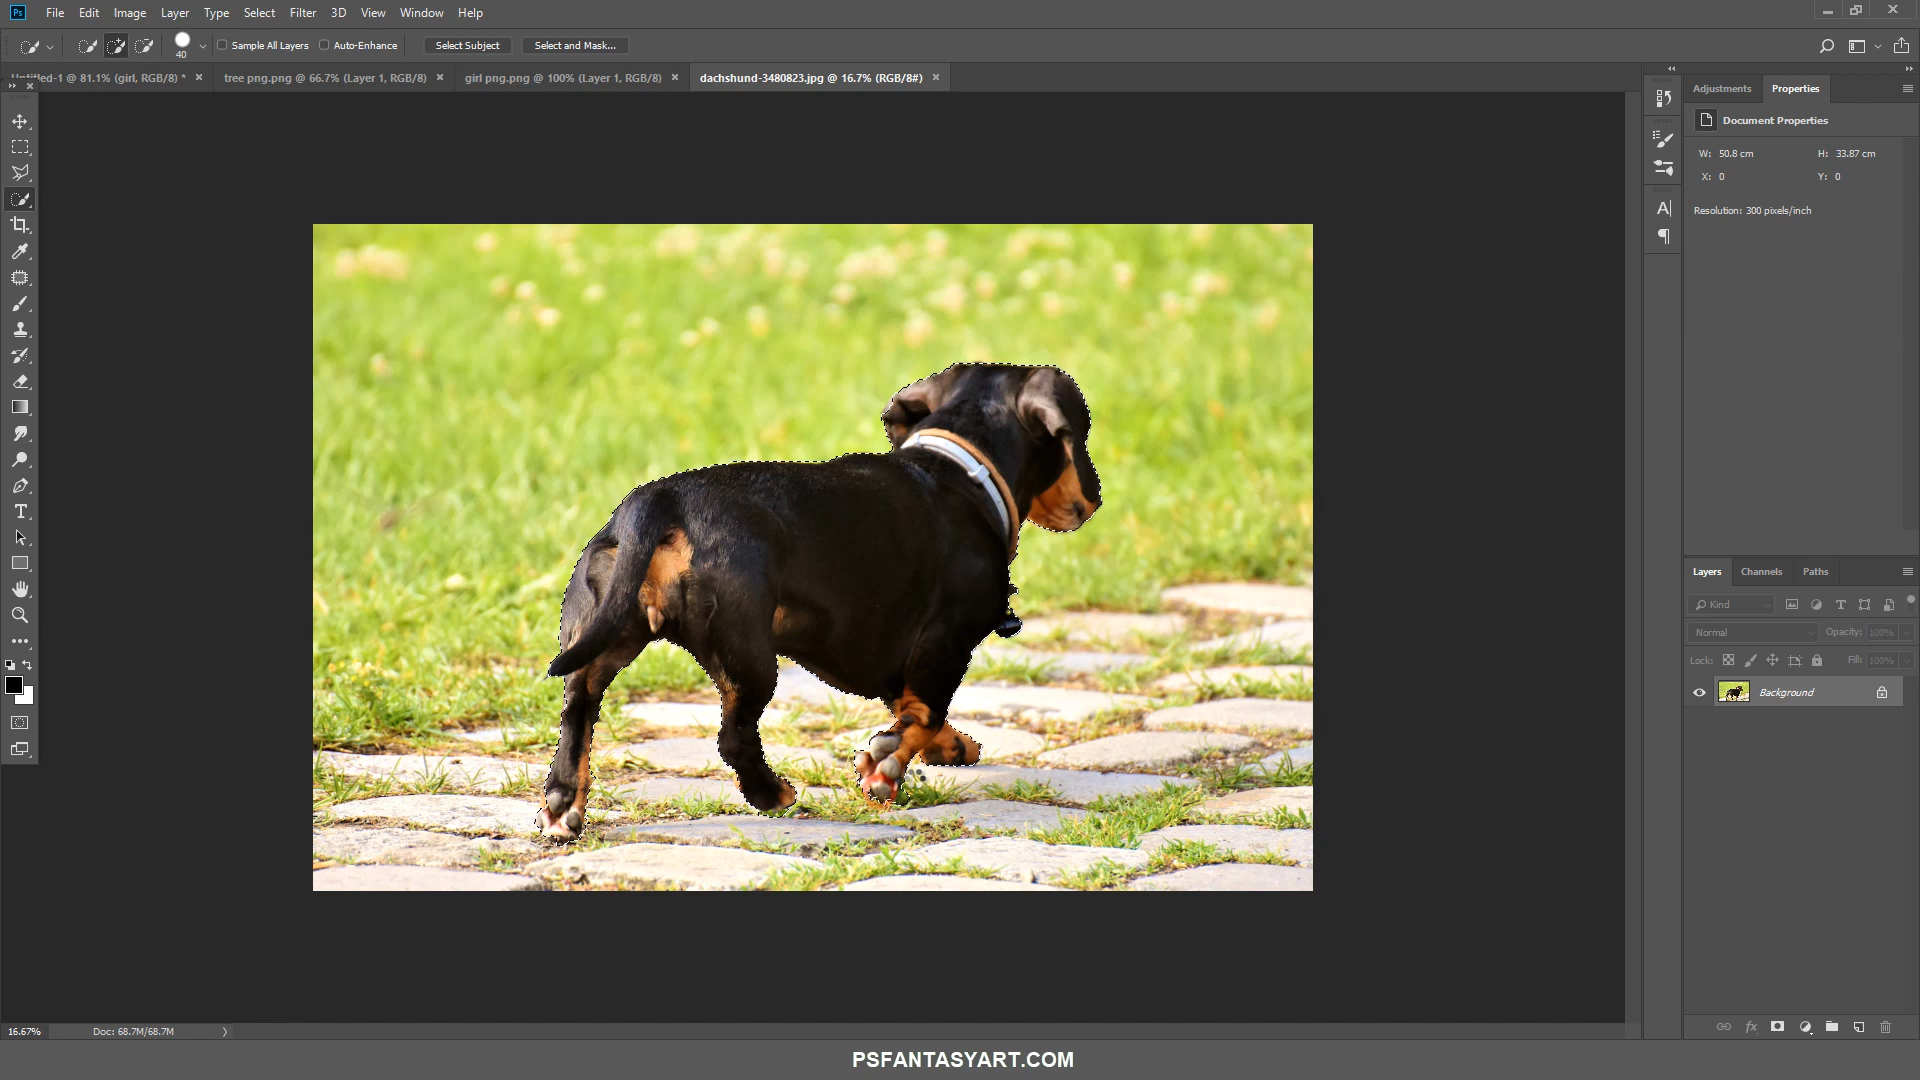 Ps File Edit Image Layer Type Select Filter 3D View Window Help
40 Sample All Layers Auto-Enhance Select Subject Select and Mask...
Untitled-1 @ 81.1% (girl, RGB/8) * × tree png.png @ 66.7% (Layer 1, RGB/8) × girl png.png @ 100% (Layer 1, RGB/8) × dachshund-3480823.jpg @ 16.7% (RGB/8#) ×
Adjustments Properties
Document Properties
W: 50.8 cm H: 33.87 cm
X: 0 Y: 0
Resolution: 300 pixels/inch
Layers Channels Paths
Kind
Normal Opacity: 100%
Lock: Fill: 100%
Background
16.67% Doc: 68.7M/68.7M
PSFANTASYART.COM